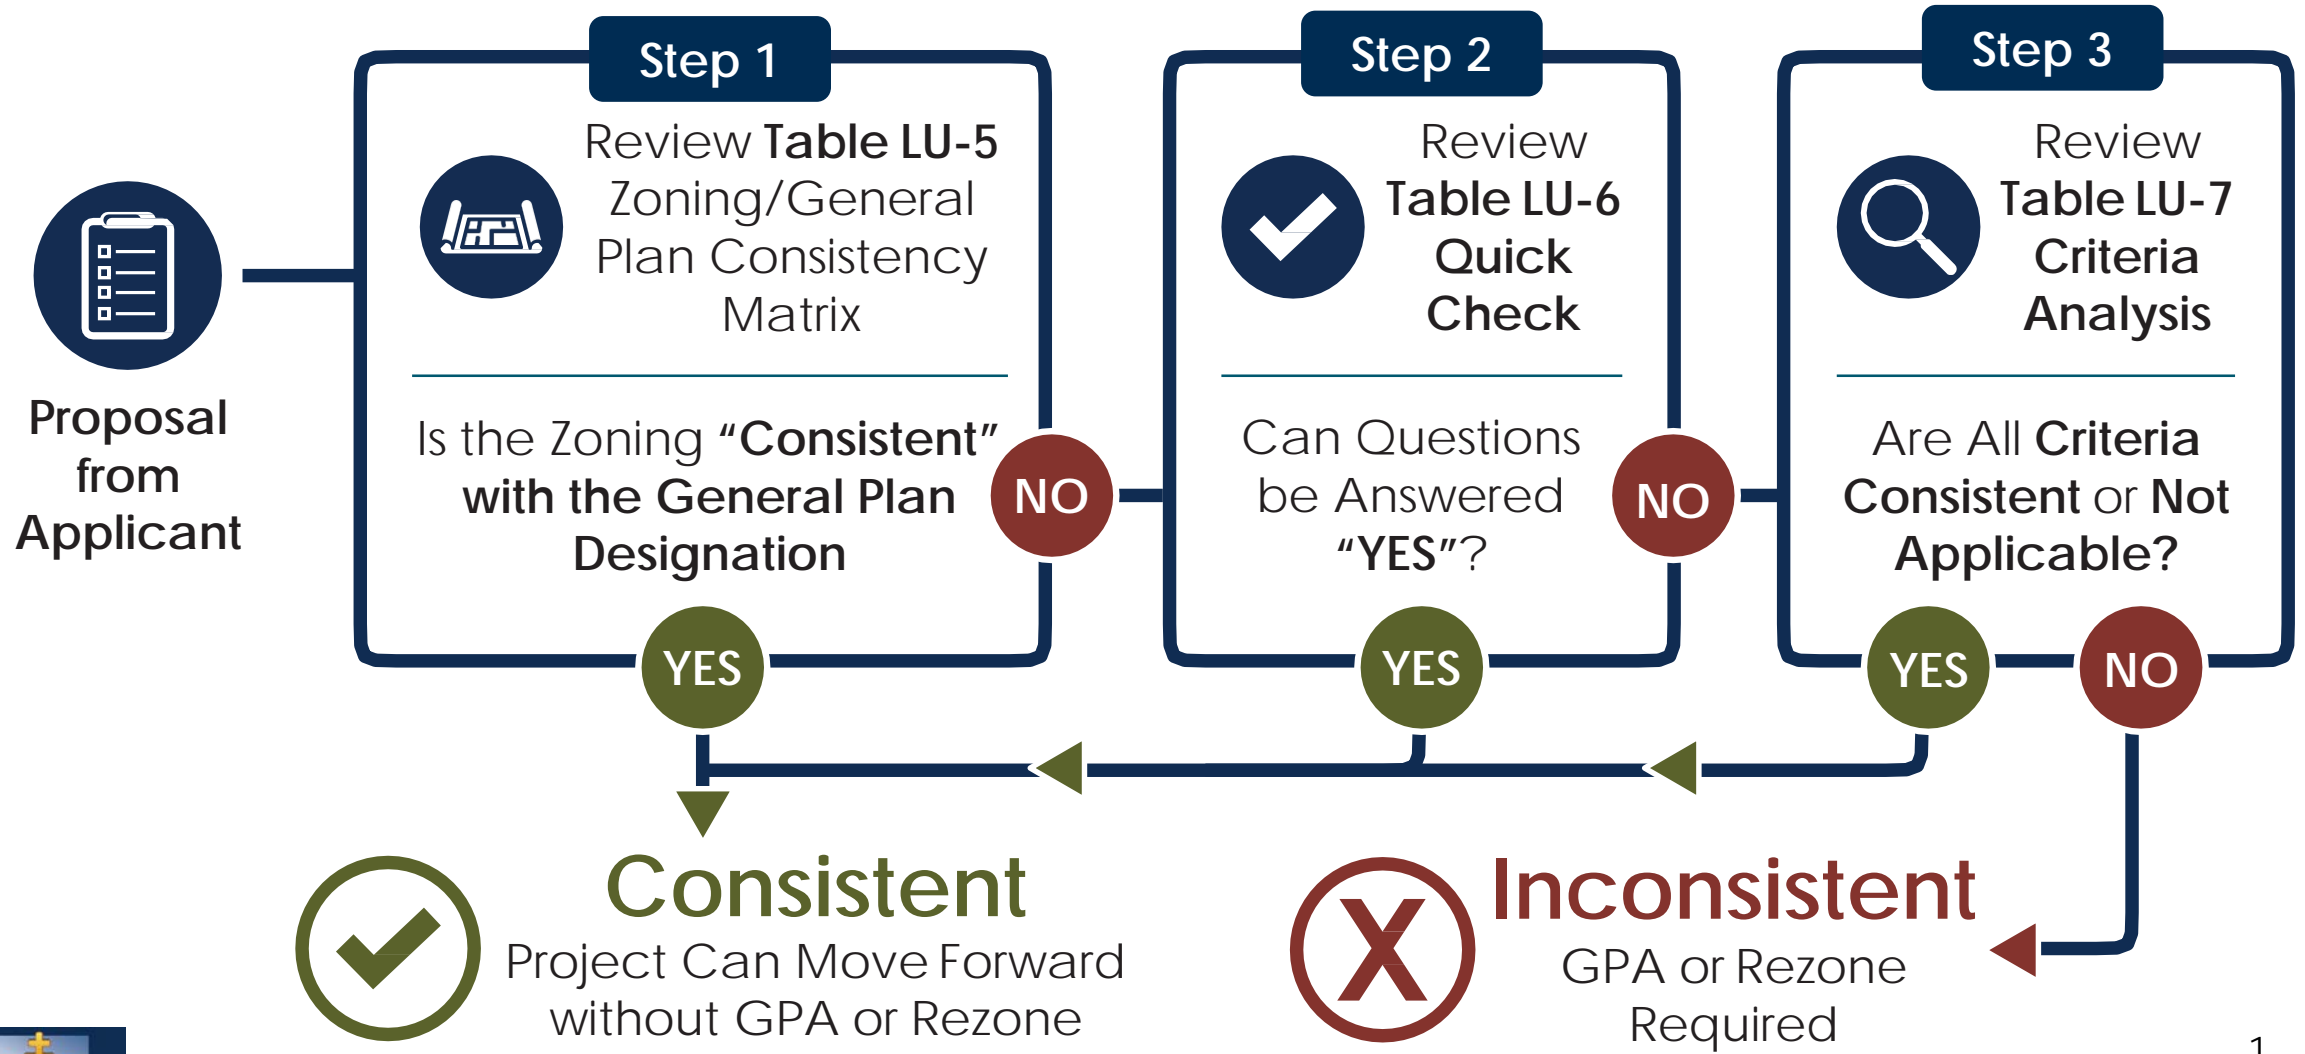 Proposal
from
Applicant
Step 1
Review Table LU-5
Zoning/General
Plan Consistency
Matrix
Is the Zoning “Consistent”
with the General Plan
Designation
NO
YES
Step 2
Review
Table LU-6
Quick
Check
Can Questions
be Answered
“YES”?
NO
YES
Step 3
Review
Table LU-7
Criteria
Analysis
Are All Criteria
Consistent or Not
Applicable?
YES
NO
Consistent
Project Can Move Forward
without GPA or Rezone
X
Inconsistent
GPA or Rezone
Required
1